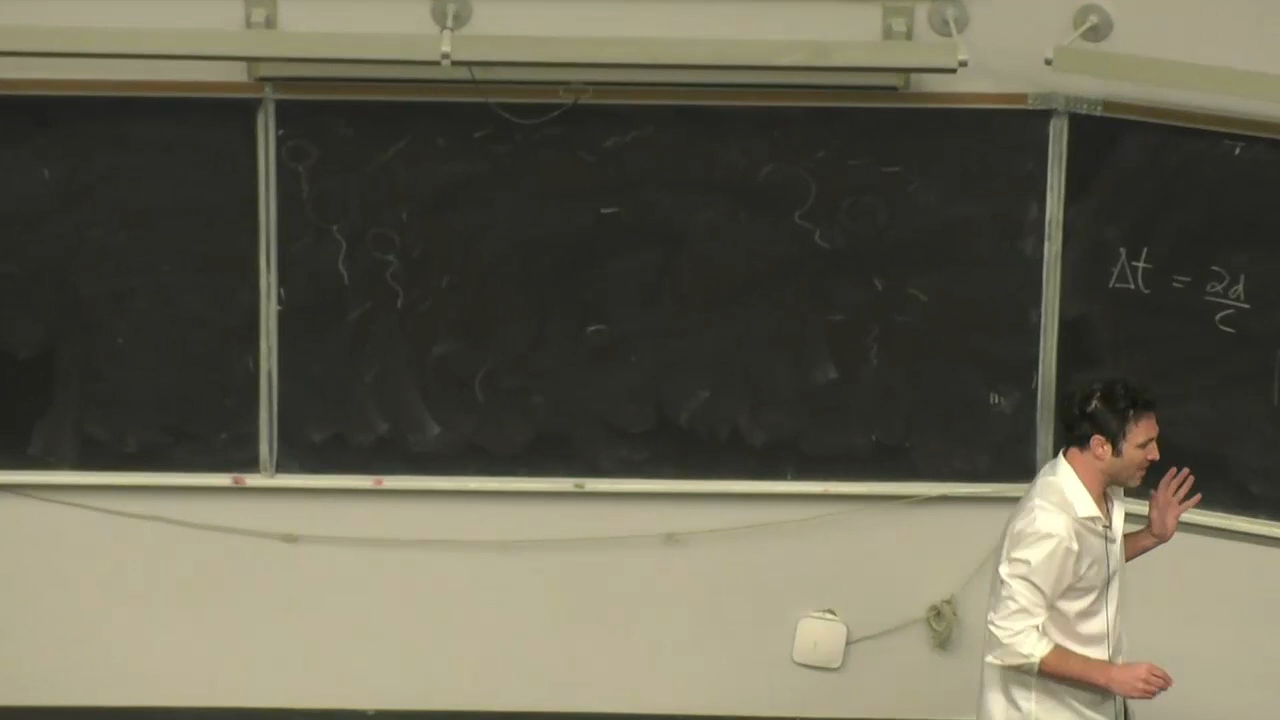 Δt = 2d/c